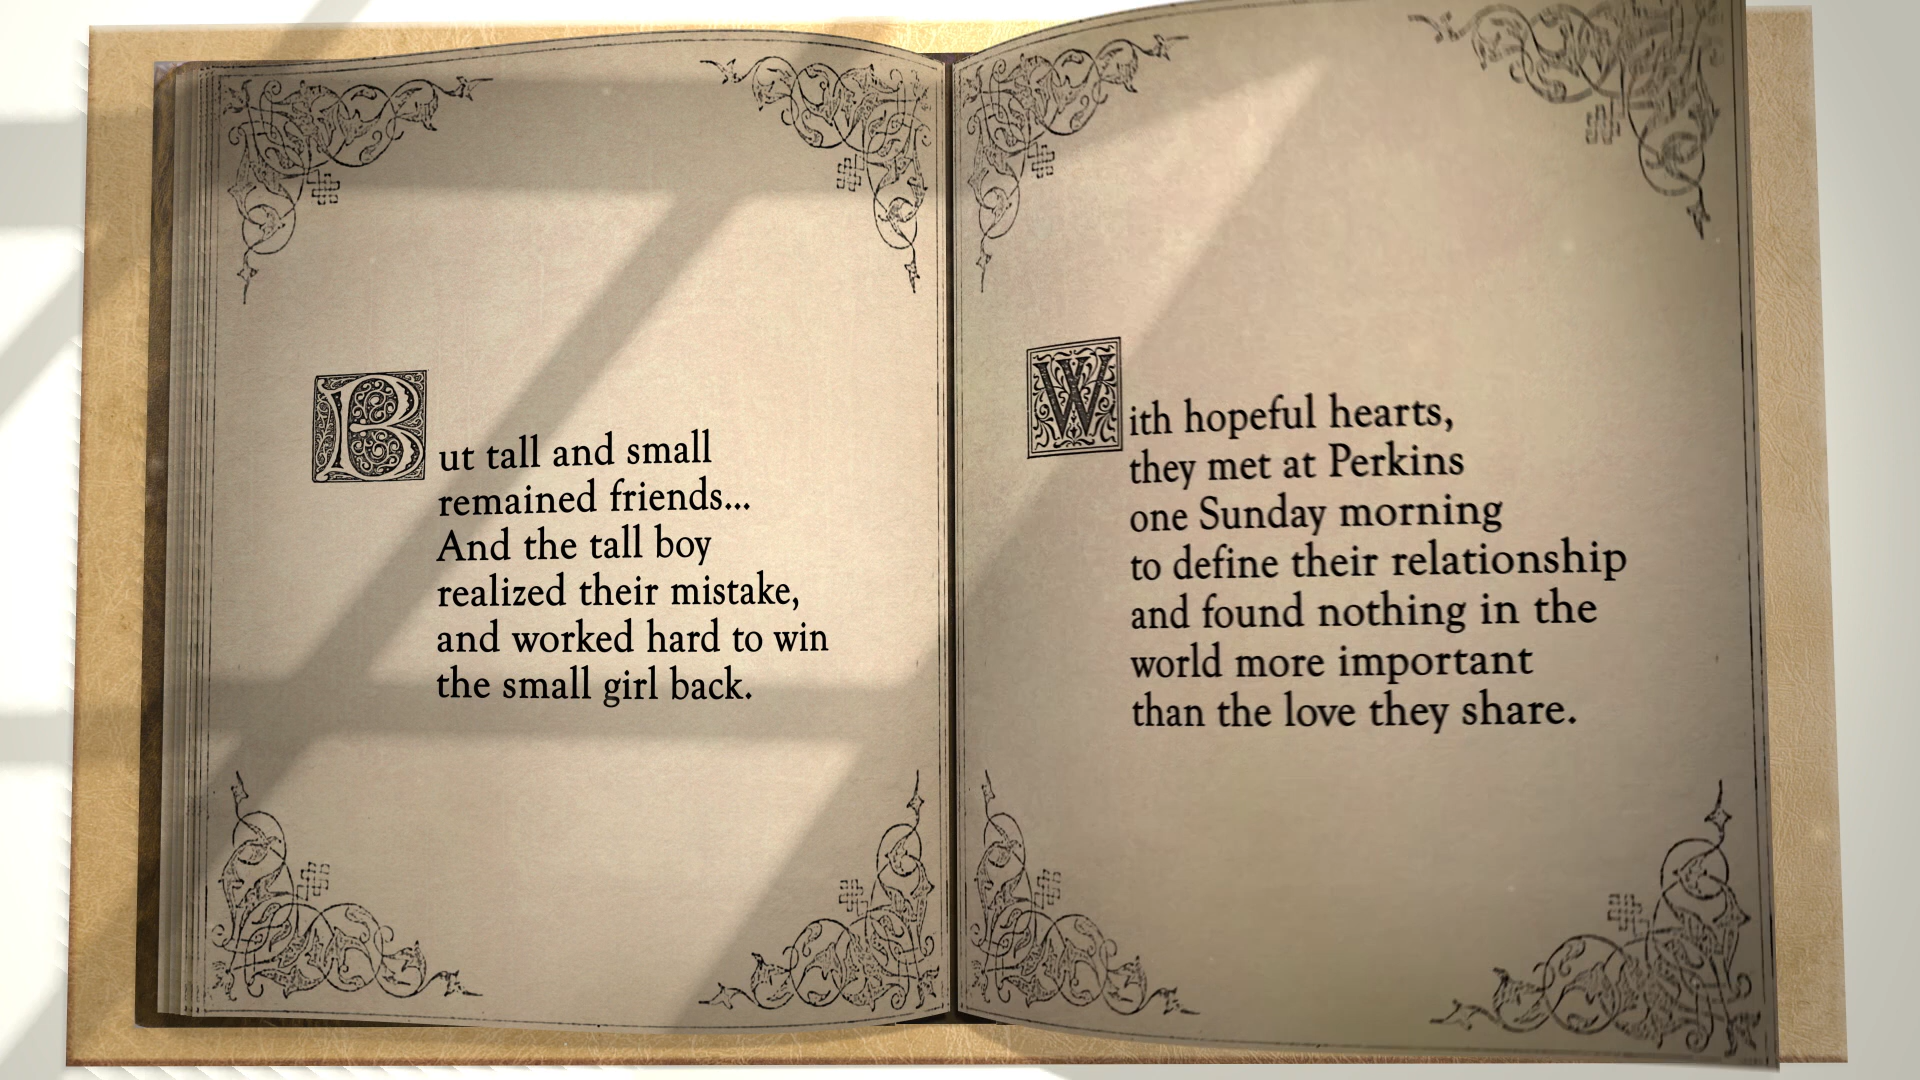 But tall and small
remained friends...
And the tall boy
realized their mistake,
and worked hard to win
the small girl back.
With hopeful hearts,
they met at Perkins
one Sunday morning
to define their relationship
and found nothing in the
world more important
than the love they share.